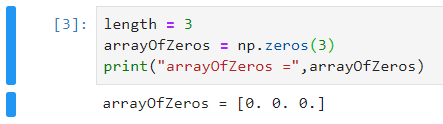 [3]: length = 3
arrayOfZeros = np.zeros(3)
print("arrayOfZeros =",arrayOfZeros)
arrayOfZeros = [0. 0. 0.]